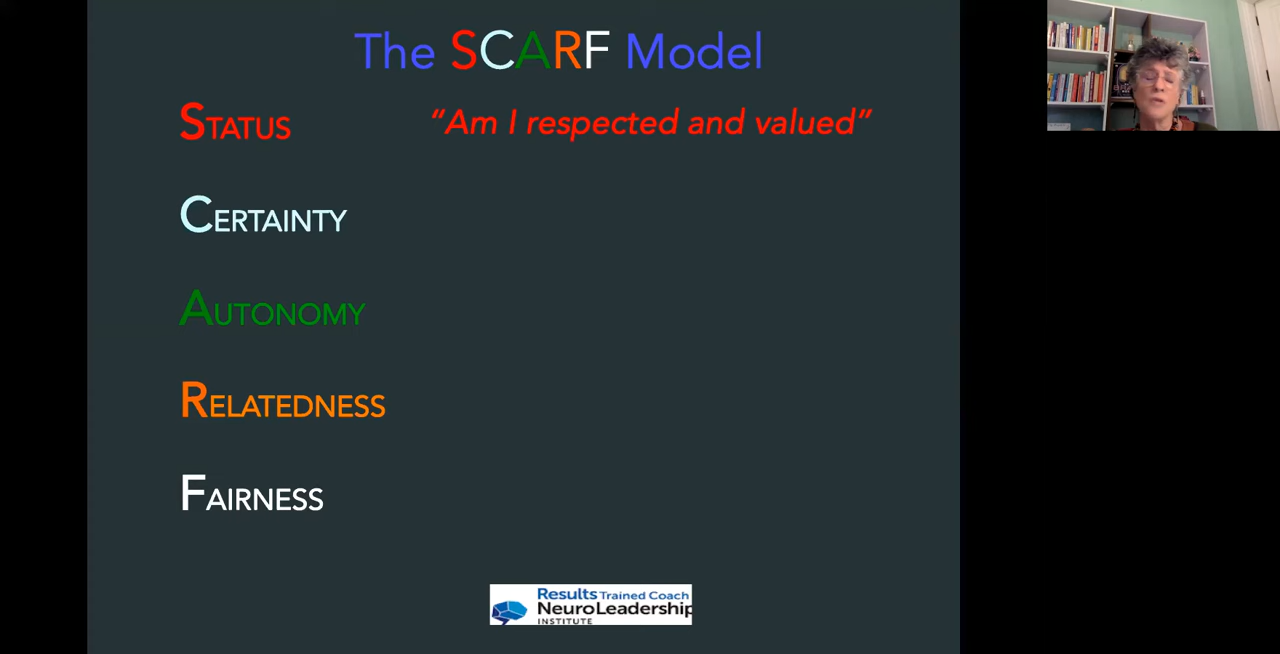 The SCARF Model
STATUS “Am I respected and valued”
CERTAINTY
AUTONOMY
RELATEDNESS
FAIRNESS
Results Trained Coach
NeuroLeadership
INSTITUTE